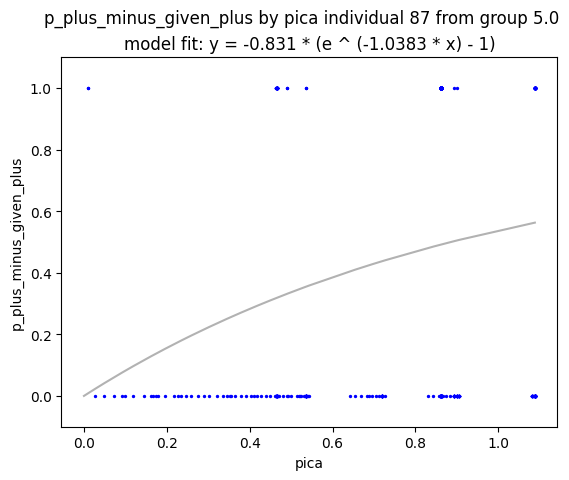 p_plus_minus_given_plus by pica individual 87 from group 5.0
model fit: y = -0.831 * (e ^ (-1.0383 * x) - 1)
p_plus_minus_given_plus
1.0
0.8
0.6
0.4
0.2
0.0
0.0 0.2 0.4 0.6 0.8 1.0
pica